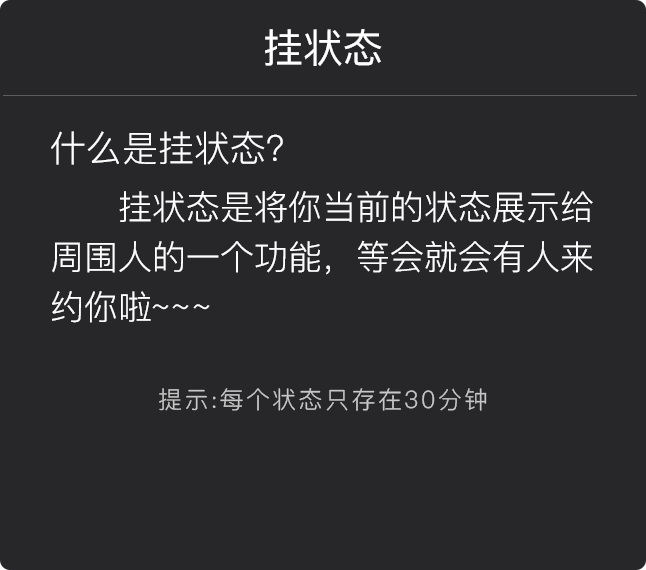 挂状态
什么是挂状态?
挂状态是将你当前的状态展示给
周围人的一个功能，等会就会有人来
约你啦~~~
提示:每个状态只存在30分钟